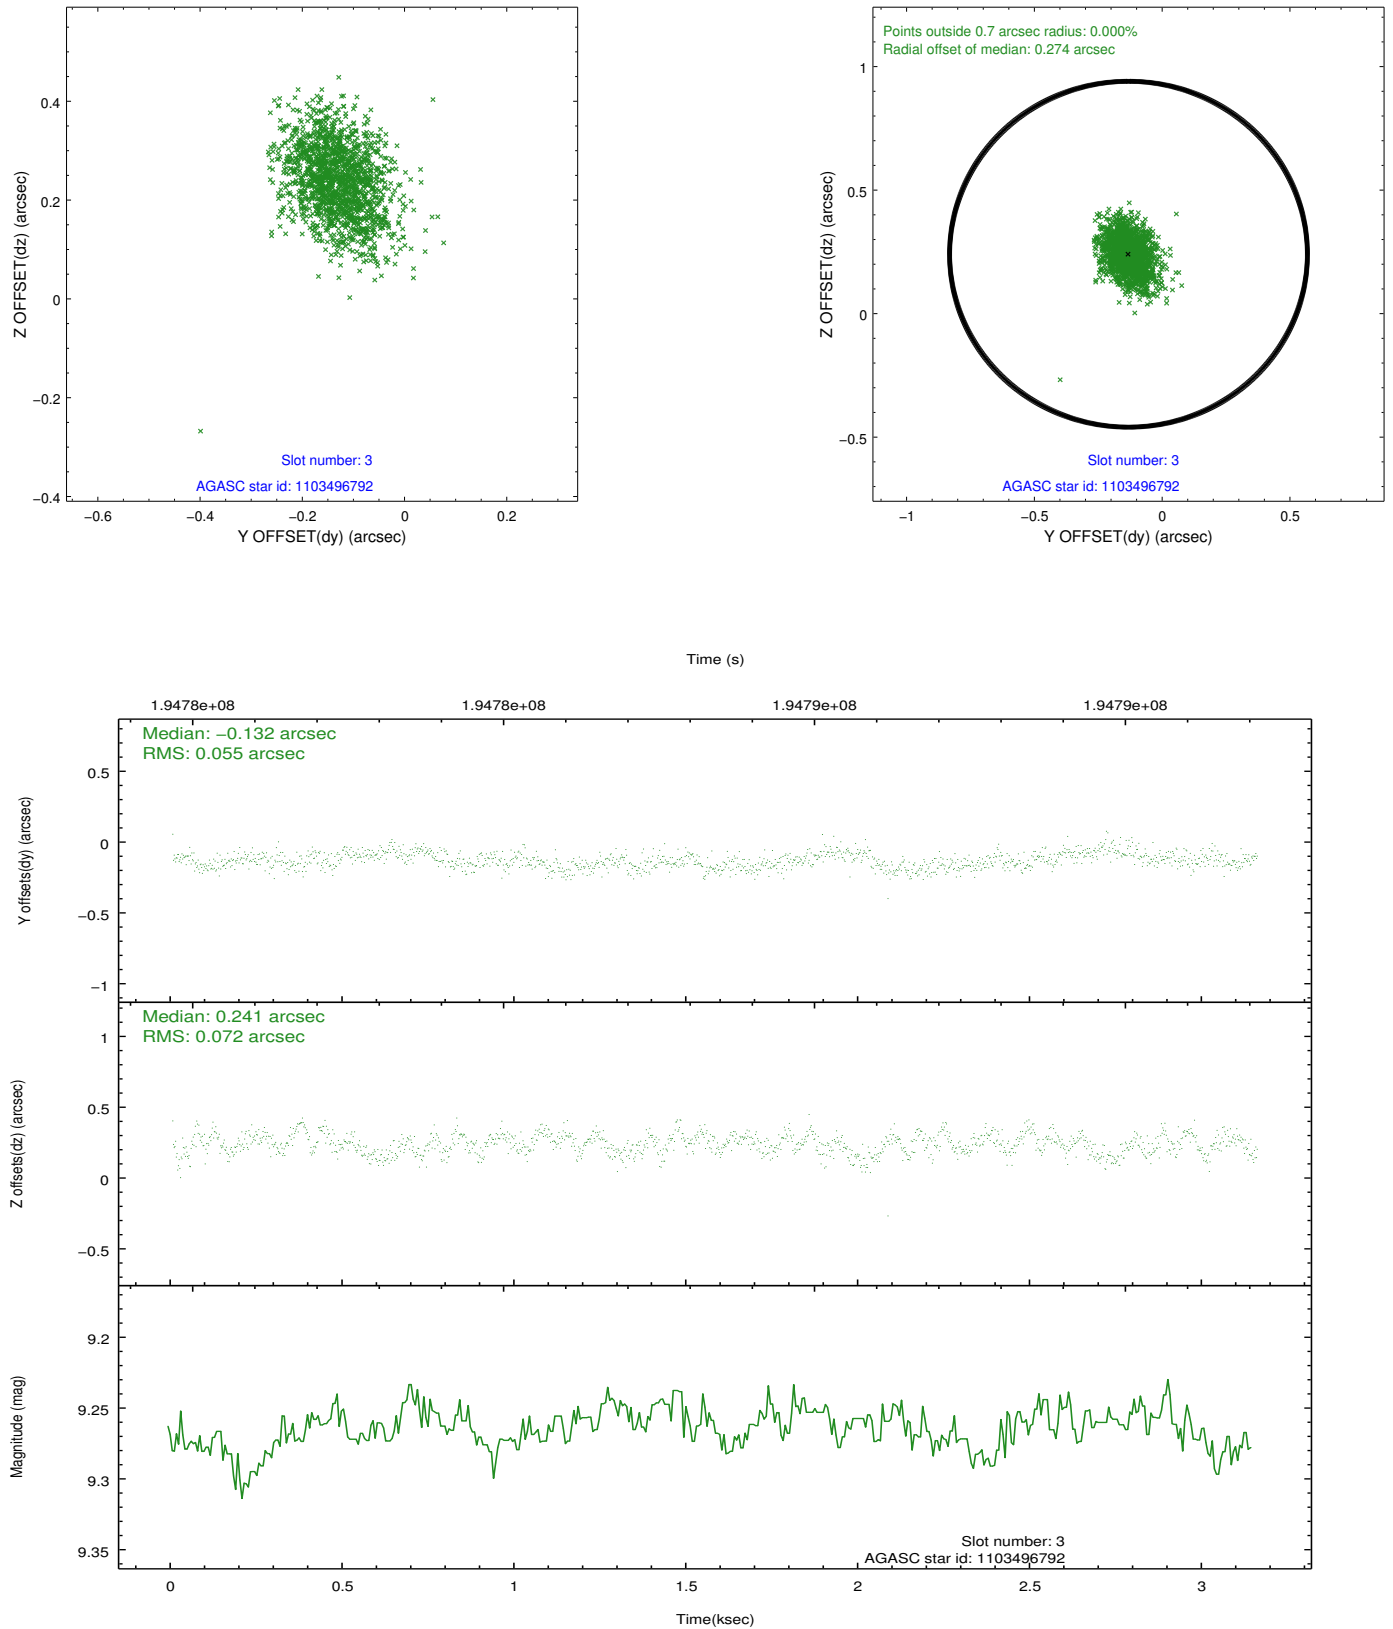 0.4
0.2
0
−0.2
−0.4
Z OFFSET(dz) (arcsec)
Slot number: 3
AGASC star id: 1103496792
−0.6
−0.4
−0.2
0
0.2
Y OFFSET(dy) (arcsec)
Points outside 0.7 arcsec radius: 0.000%
Radial offset of median: 0.274 arcsec
1
0.5
0
−0.5
Z OFFSET(dz) (arcsec)
Slot number: 3
AGASC star id: 1103496792
−1
−0.5
0
0.5
Y OFFSET(dy) (arcsec)
Time (s)
1.9478e+08
1.9478e+08
1.9479e+08
1.9479e+08
Median: −0.132 arcsec
RMS: 0.055 arcsec
0.5
0
−0.5
−1
Y offsets(dy) (arcsec)
Median: 0.241 arcsec
RMS: 0.072 arcsec
1
0.5
0
−0.5
Z offsets(dz) (arcsec)
9.2
9.25
9.3
9.35
Magnitude (mag)
Slot number: 3
AGASC star id: 1103496792
0
0.5
1
1.5
2
2.5
3
Time(ksec)